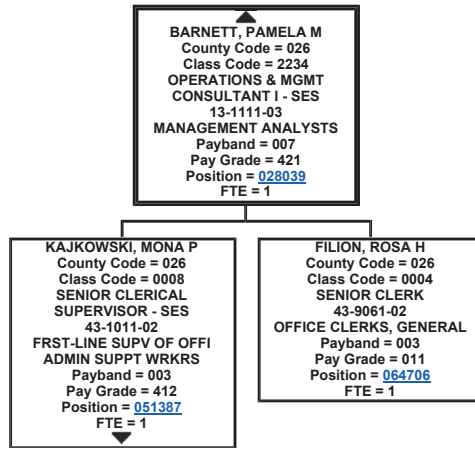 BARNETT, PAMELA M
County Code = 026
Class Code = 2234
OPERATIONS & MGMT
CONSULTANT I - SES
13-1111-03
MANAGEMENT ANALYSTS
Payband = 007
Pay Grade = 421
Position = 028039
FTE = 1
KAJKOWSKI, MONA P
County Code = 026
Class Code = 0008
SENIOR CLERICAL
SUPERVISOR - SES
43-1011-02
FRST-LINE SUPV OF OFFI
ADMIN SUPPT WRKRS
Payband = 003
Pay Grade = 412
Position = 051387
FTE = 1
FILION, ROSA H
County Code = 026
Class Code = 0004
SENIOR CLERK
43-9061-02
OFFICE CLERKS, GENERAL
Payband = 003
Pay Grade = 011
Position = 064706
FTE = 1